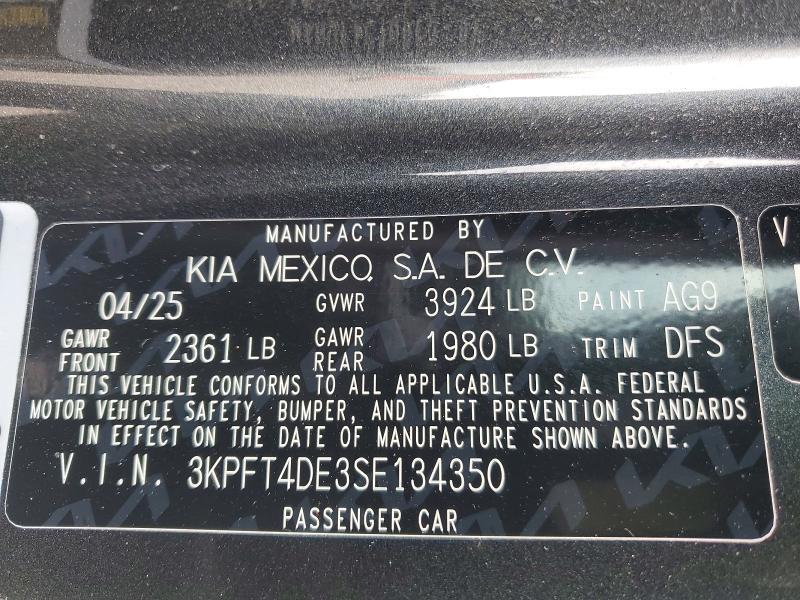 MANUFACTURED BY
KIA MEXICO, S.A. DE C.V.
04/25 GVWR 3924 LB PAINT AG9
GAWR FRONT 2361 LB GAWR REAR 1980 LB TRIM DFS
THIS VEHICLE CONFORMS TO ALL APPLICABLE U.S.A. FEDERAL
MOTOR VEHICLE SAFETY, BUMPER, AND THEFT PREVENTION STANDARDS
IN EFFECT ON THE DATE OF MANUFACTURE SHOWN ABOVE.
V.I.N. 3KPFT4DE3SE134350
PASSENGER CAR
V